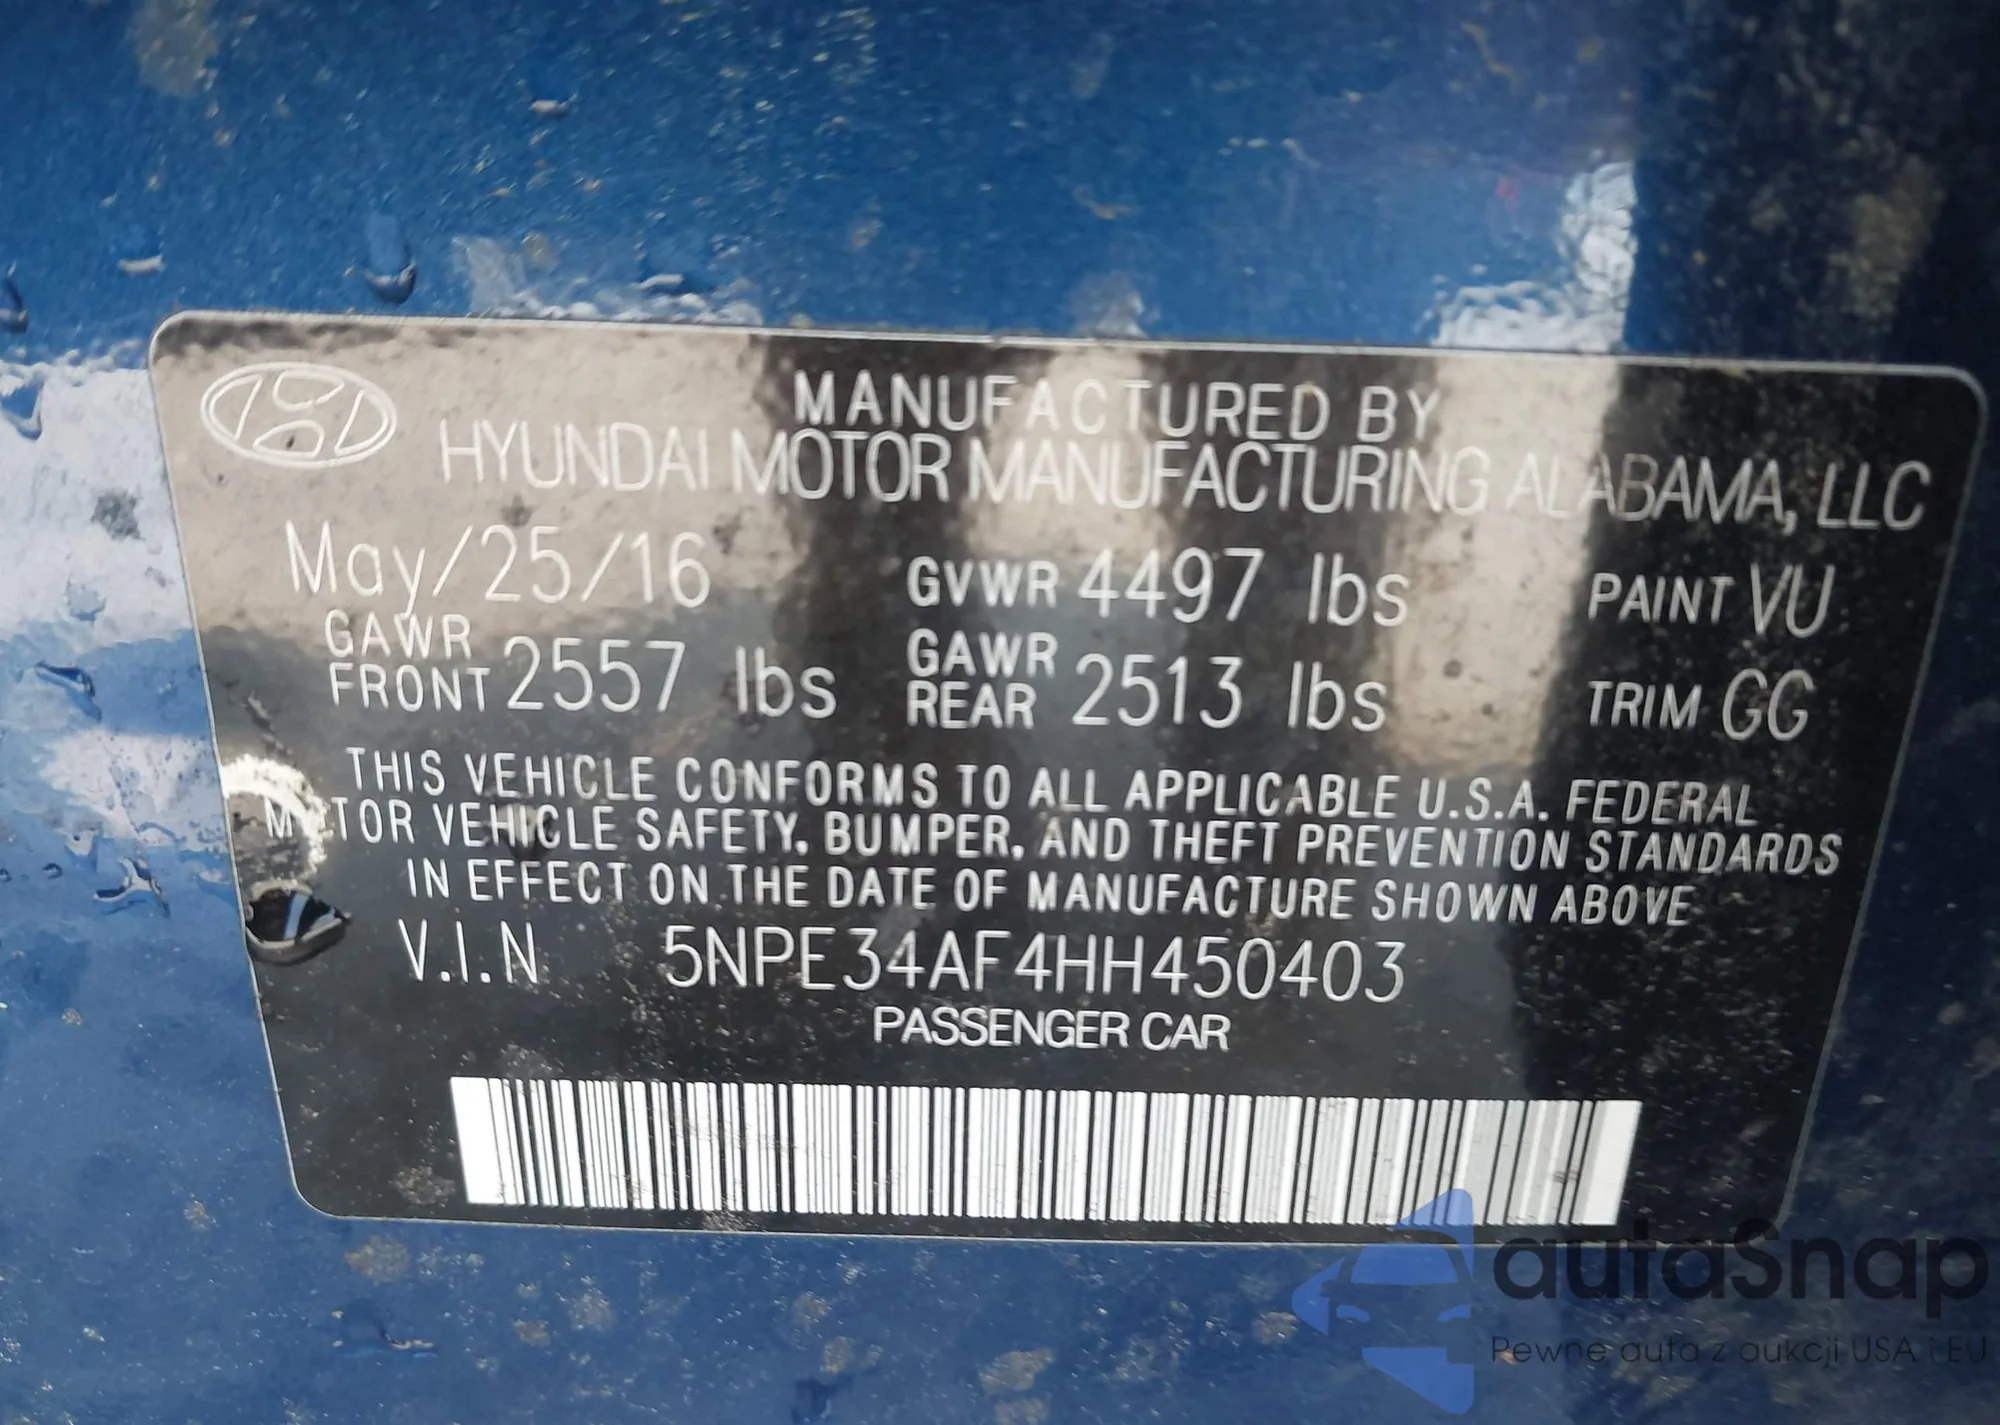 MANUFACTURED BY
HYUNDAI MOTOR MANUFACTURING ALABAMA, LLC
May/25/16 GVWR 4497 lbs PAINT VU
GAWR FRONT 2557 lbs GAWR REAR 2513 lbs TRIM GG
THIS VEHICLE CONFORMS TO ALL APPLICABLE U.S.A. FEDERAL
MOTOR VEHICLE SAFETY, BUMPER, AND THEFT PREVENTION STANDARDS
IN EFFECT ON THE DATE OF MANUFACTURE SHOWN ABOVE
V.I.N 5NPE34AF4HH450403
PASSENGER CAR
autaSnap
Pewne auta z aukcji USA i EU